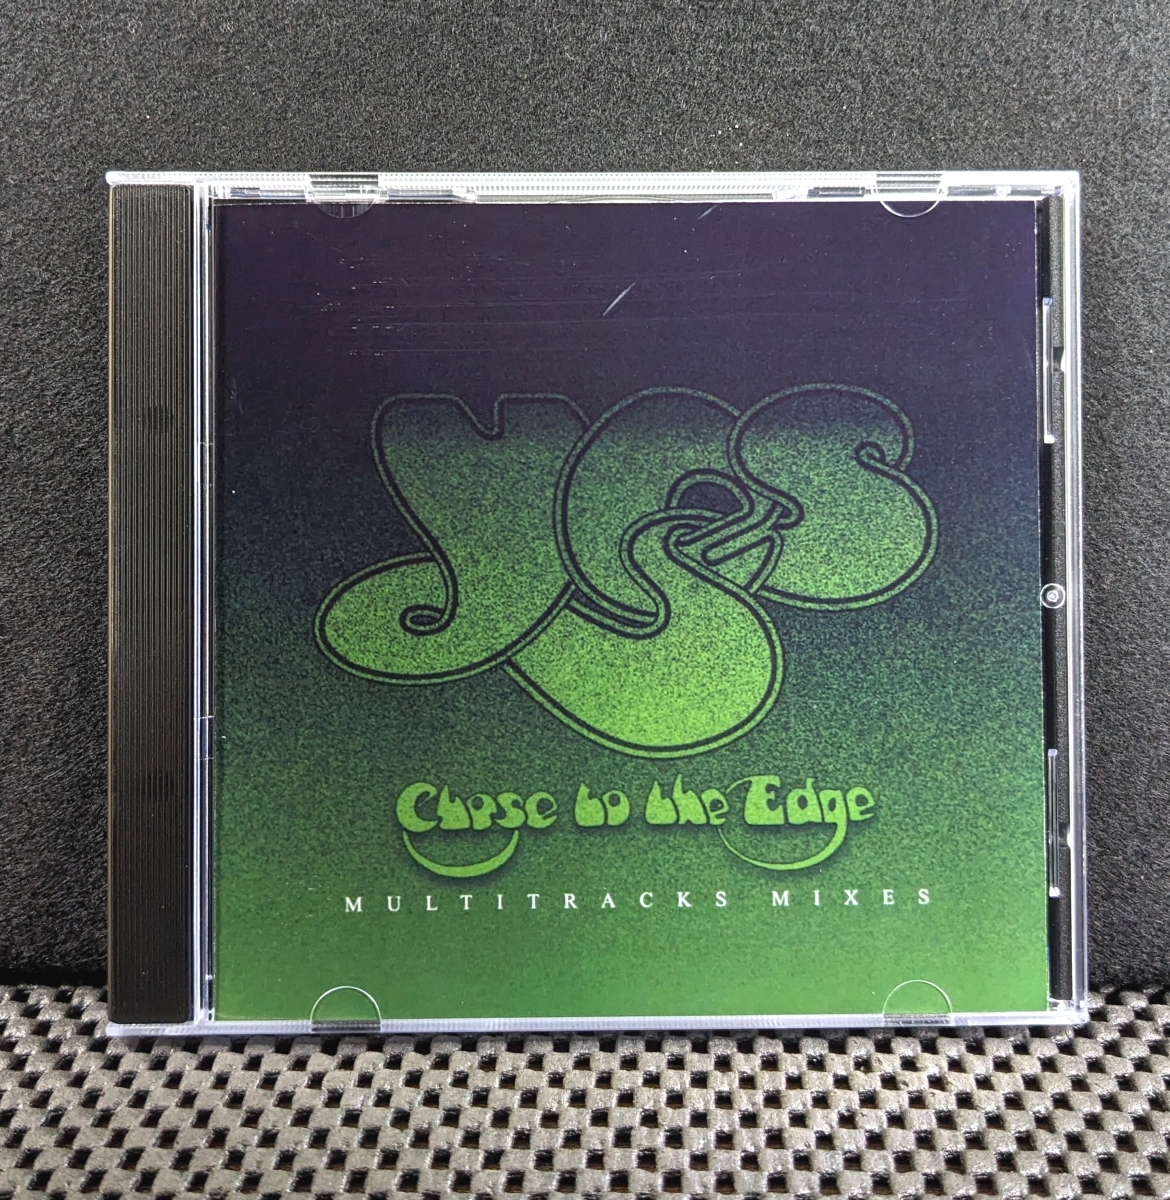 yes
Close to the Edge
MULTITRACKS MIXES